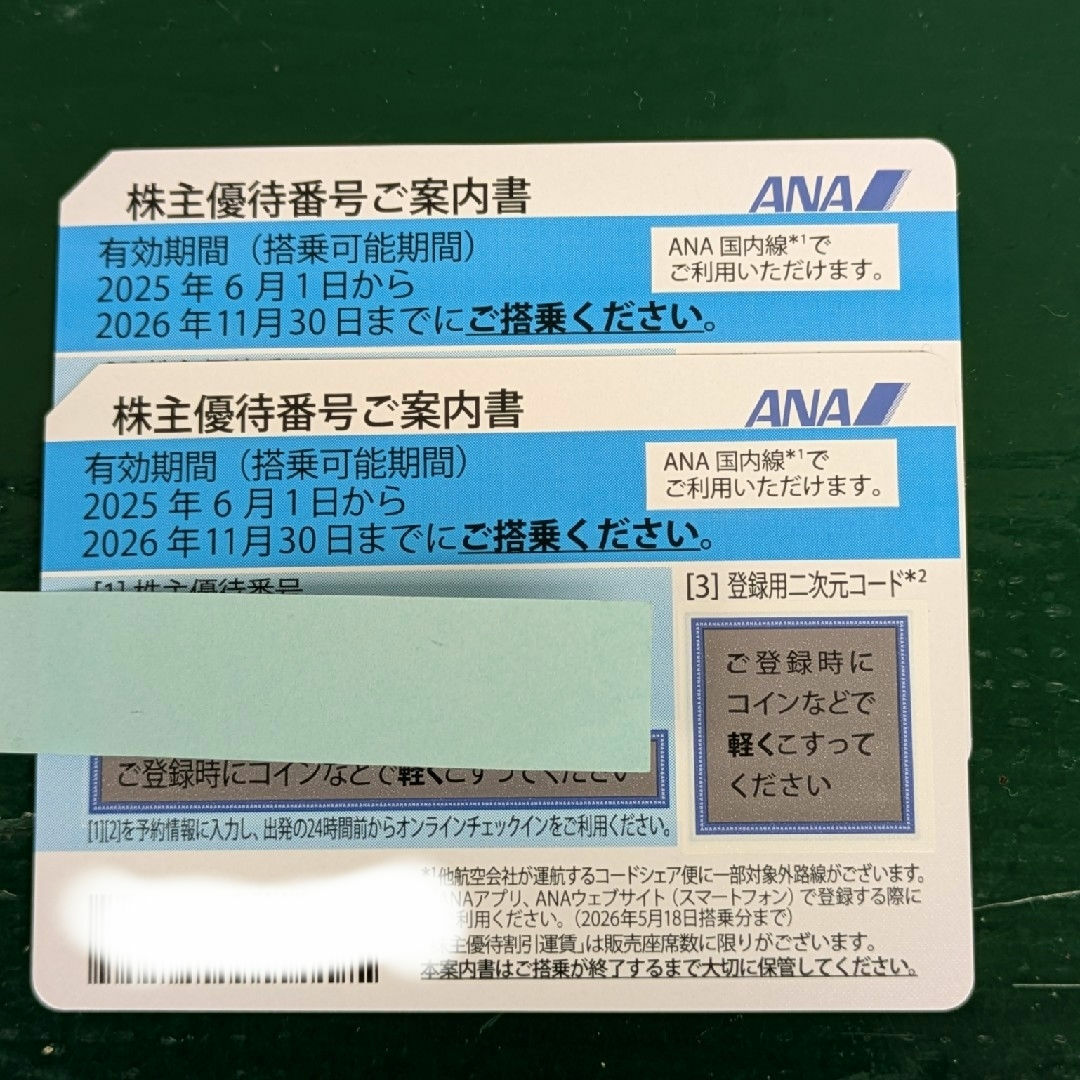 株主優待番号ご案内書
ANA
有効期間（搭乗可能期間）
2025年6月1日から
2026年11月30日までにご搭乗ください。
ANA国内線*1で
ご利用いただけます。
株主優待番号ご案内書
ANA
有効期間（搭乗可能期間）
2025年6月1日から
2026年11月30日までにご搭乗ください。
ANA国内線*1で
ご利用いただけます。
[1] 株主優待番号
[3] 登録用二次元コード*2
ご登録時に
コインなどで
軽くこすって
ください
ご登録時にコインなどで軽くこすってください
[1][2]を予約情報に入力し、出発の24時間前からオンラインチェックインをご利用ください。
*1他航空会社が運航するコードシェア便に一部対象外路線がございます。
ANAアプリ、ANAウェブサイト（スマートフォン）で登録する際に
利用ください。（2026年5月18日搭乗分まで）
主優待割引運賃」は販売座席数に限りがございます。
本案内書はご搭乗が終了するまで大切に保管してください。